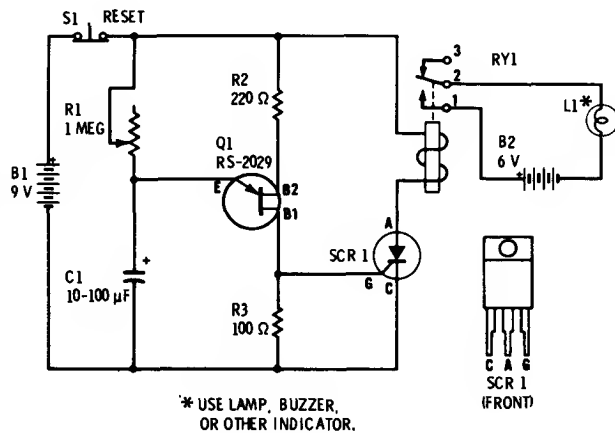 S1 RESET
R2
220 Ω
R1
1 MEG
Q1
RS-2029
E
B2
B1
B1
9 V
+
C1
10-100 µF
+
R3
100 Ω
A
SCR 1
G
C
3
2
1
RY1
L1*
B2
6 V
+
C A G
SCR 1
(FRONT)
* USE LAMP, BUZZER,
OR OTHER INDICATOR.